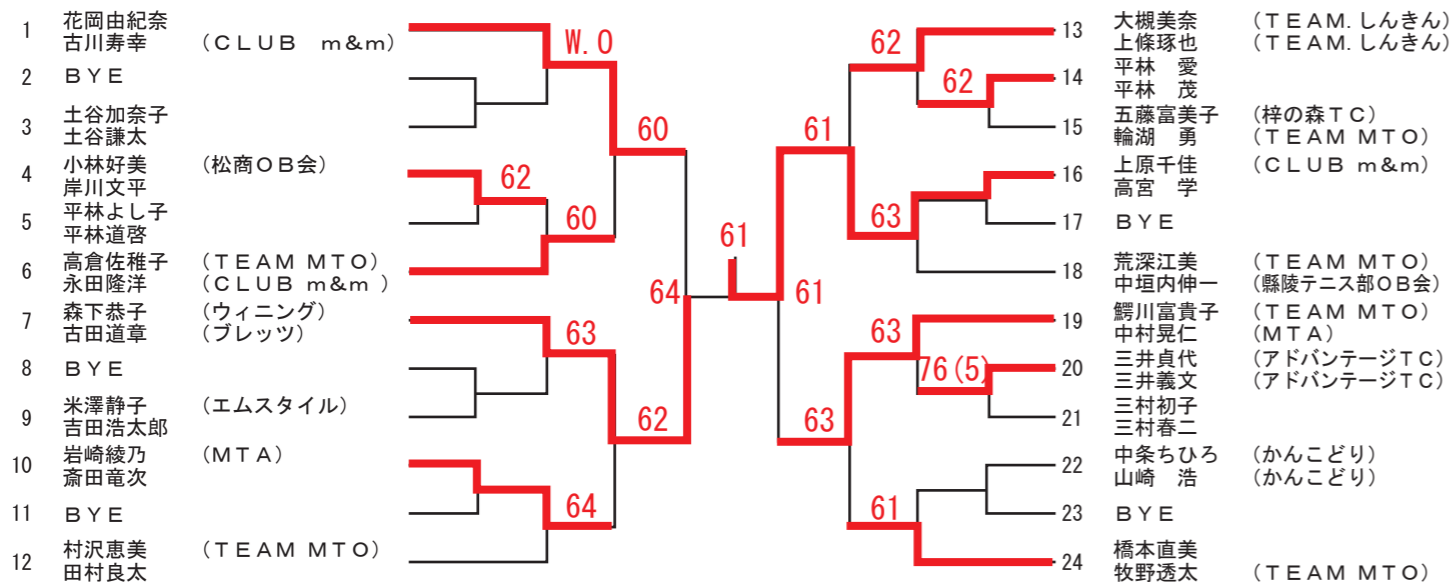 1 花岡由紀奈
古川寿幸 (CLUB m&m)
2 BYE
3 土谷加奈子
土谷謙太
4 小林好美 (松商OB会)
岸川文平
5 平林よし子
平林道啓
6 高倉佐稚子 (TEAM MTO)
永田隆洋 (CLUB m&m )
7 森下恭子 (ウィニング)
古田道章 (ブレッツ)
8 BYE
9 米澤静子 (エムスタイル)
吉田浩太郎
10 岩崎綾乃 (MTA)
斎田竜次
11 BYE
12 村沢恵美 (TEAM MTO)
田村良太
W.O
62
60
60
63
64
62
64
61
61
61
62
62
63
63
76(5)
63
61
13 大槻美奈 (TEAM.しんきん)
上條琢也 (TEAM.しんきん)
14 平林 愛
平林 茂
15 五藤富美子 (梓の森TC)
輪湖 勇 (TEAM MTO)
16 上原千佳 (CLUB m&m)
高宮 学
17 BYE
18 荒深江美 (TEAM MTO)
中垣内伸一 (縣陵テニス部OB会)
19 鰐川富貴子 (TEAM MTO)
中村晃仁 (MTA)
20 三井貞代 (アドバンテージTC)
三井義文 (アドバンテージTC)
21 三村初子
三村春二
22 中条ちひろ (かんこどり)
山崎 浩 (かんこどり)
23 BYE
24 橋本直美
牧野透太 (TEAM MTO)